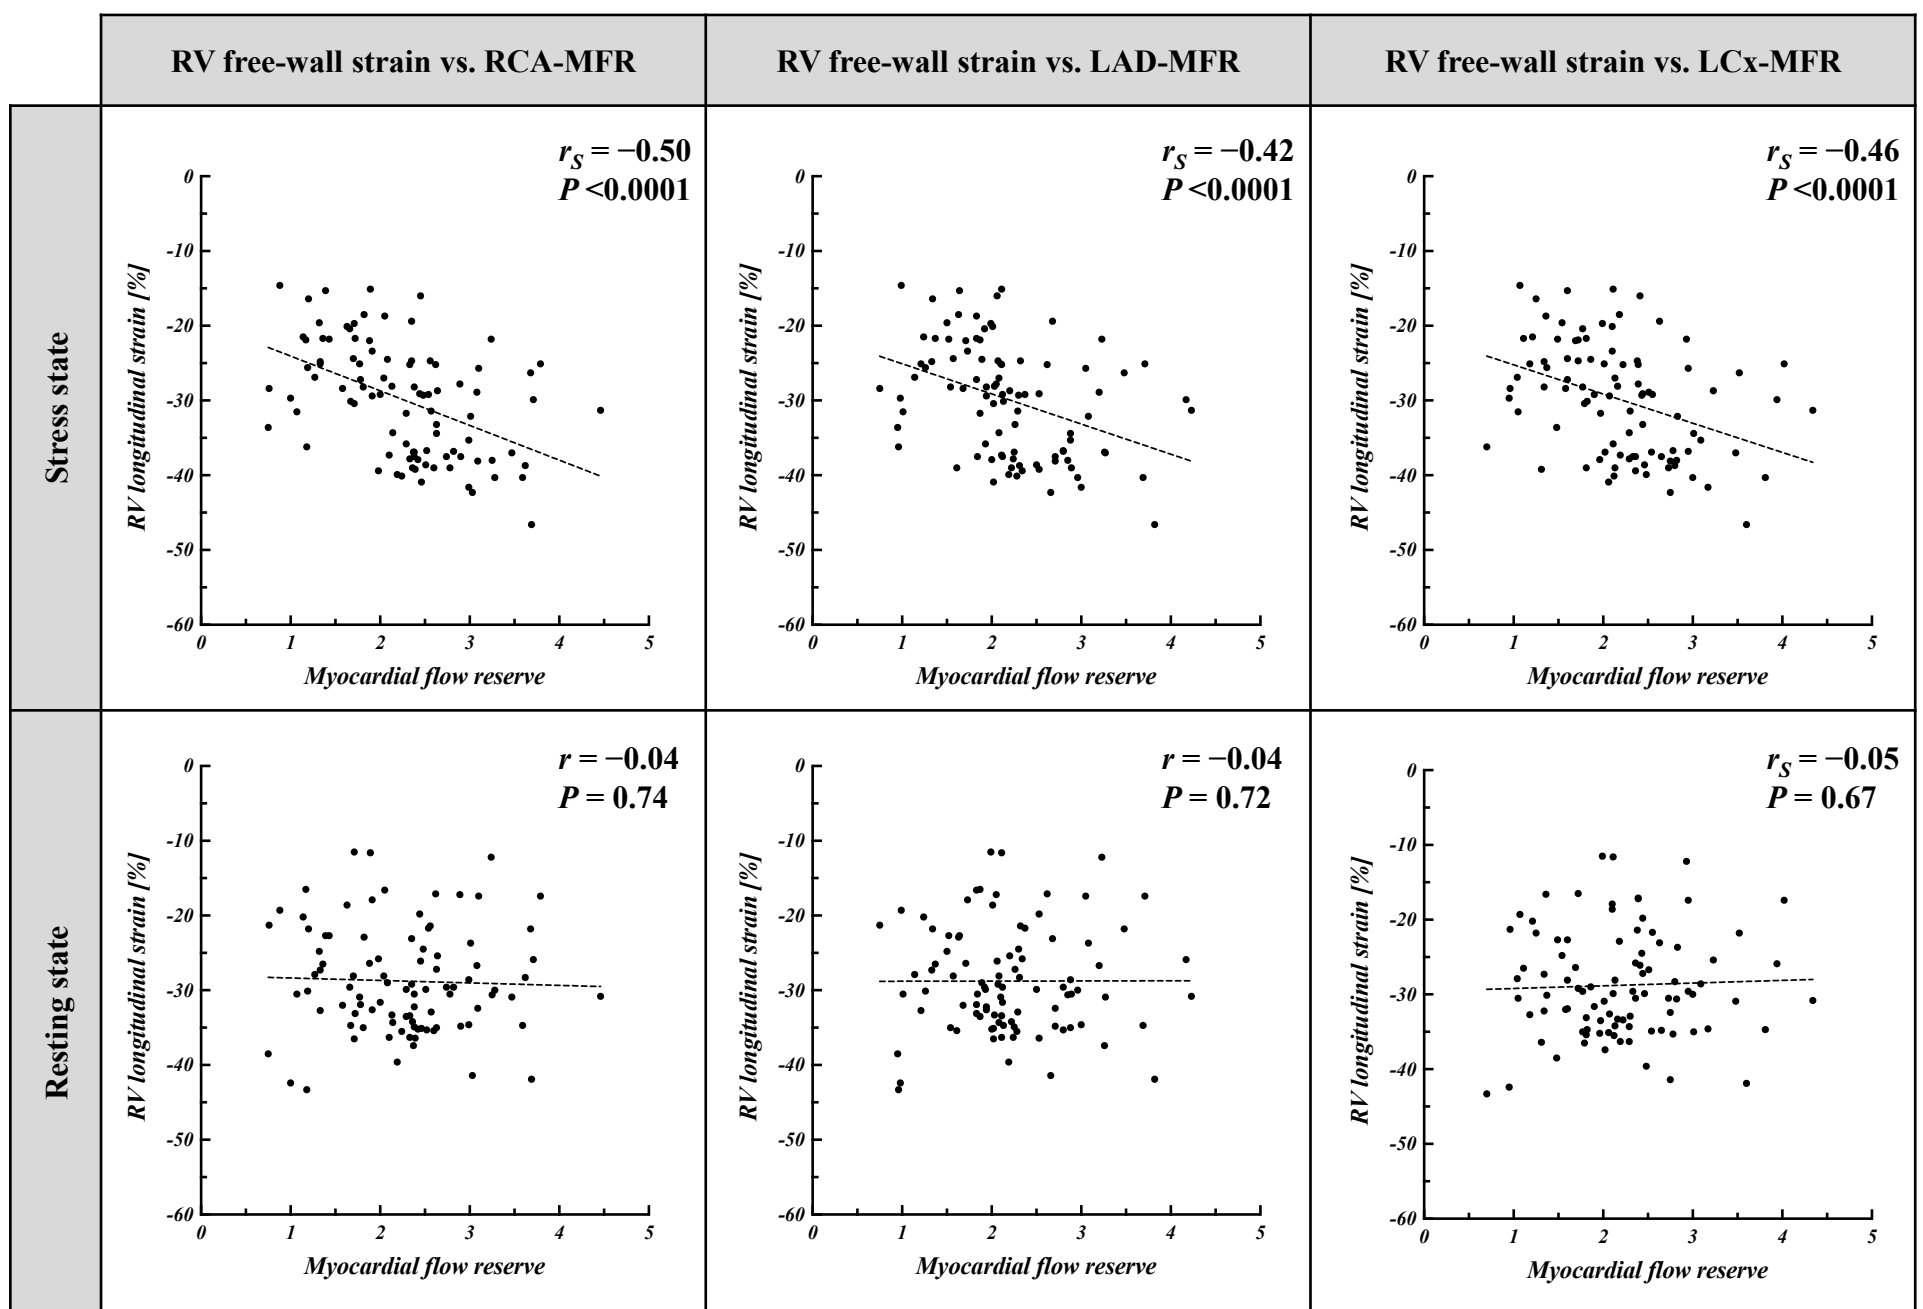 RV free-wall strain vs. RCA-MFR
RV free-wall strain vs. LAD-MFR
RV free-wall strain vs. LCx-MFR
Stress state
rS = −0.50
P <0.0001
RV longitudinal strain [%]
0
-10
-20
-30
-40
-50
-60
0 1 2 3 4 5
Myocardial flow reserve
rS = −0.42
P <0.0001
RV longitudinal strain [%]
0
-10
-20
-30
-40
-50
-60
0 1 2 3 4 5
Myocardial flow reserve
rS = −0.46
P <0.0001
RV longitudinal strain [%]
0
-10
-20
-30
-40
-50
-60
0 1 2 3 4 5
Myocardial flow reserve
Resting state
r = −0.04
P = 0.74
RV longitudinal strain [%]
0
-10
-20
-30
-40
-50
-60
0 1 2 3 4 5
Myocardial flow reserve
r = −0.04
P = 0.72
RV longitudinal strain [%]
0
-10
-20
-30
-40
-50
-60
0 1 2 3 4 5
Myocardial flow reserve
rS = −0.05
P = 0.67
RV longitudinal strain [%]
0
-10
-20
-30
-40
-50
-60
0 1 2 3 4 5
Myocardial flow reserve